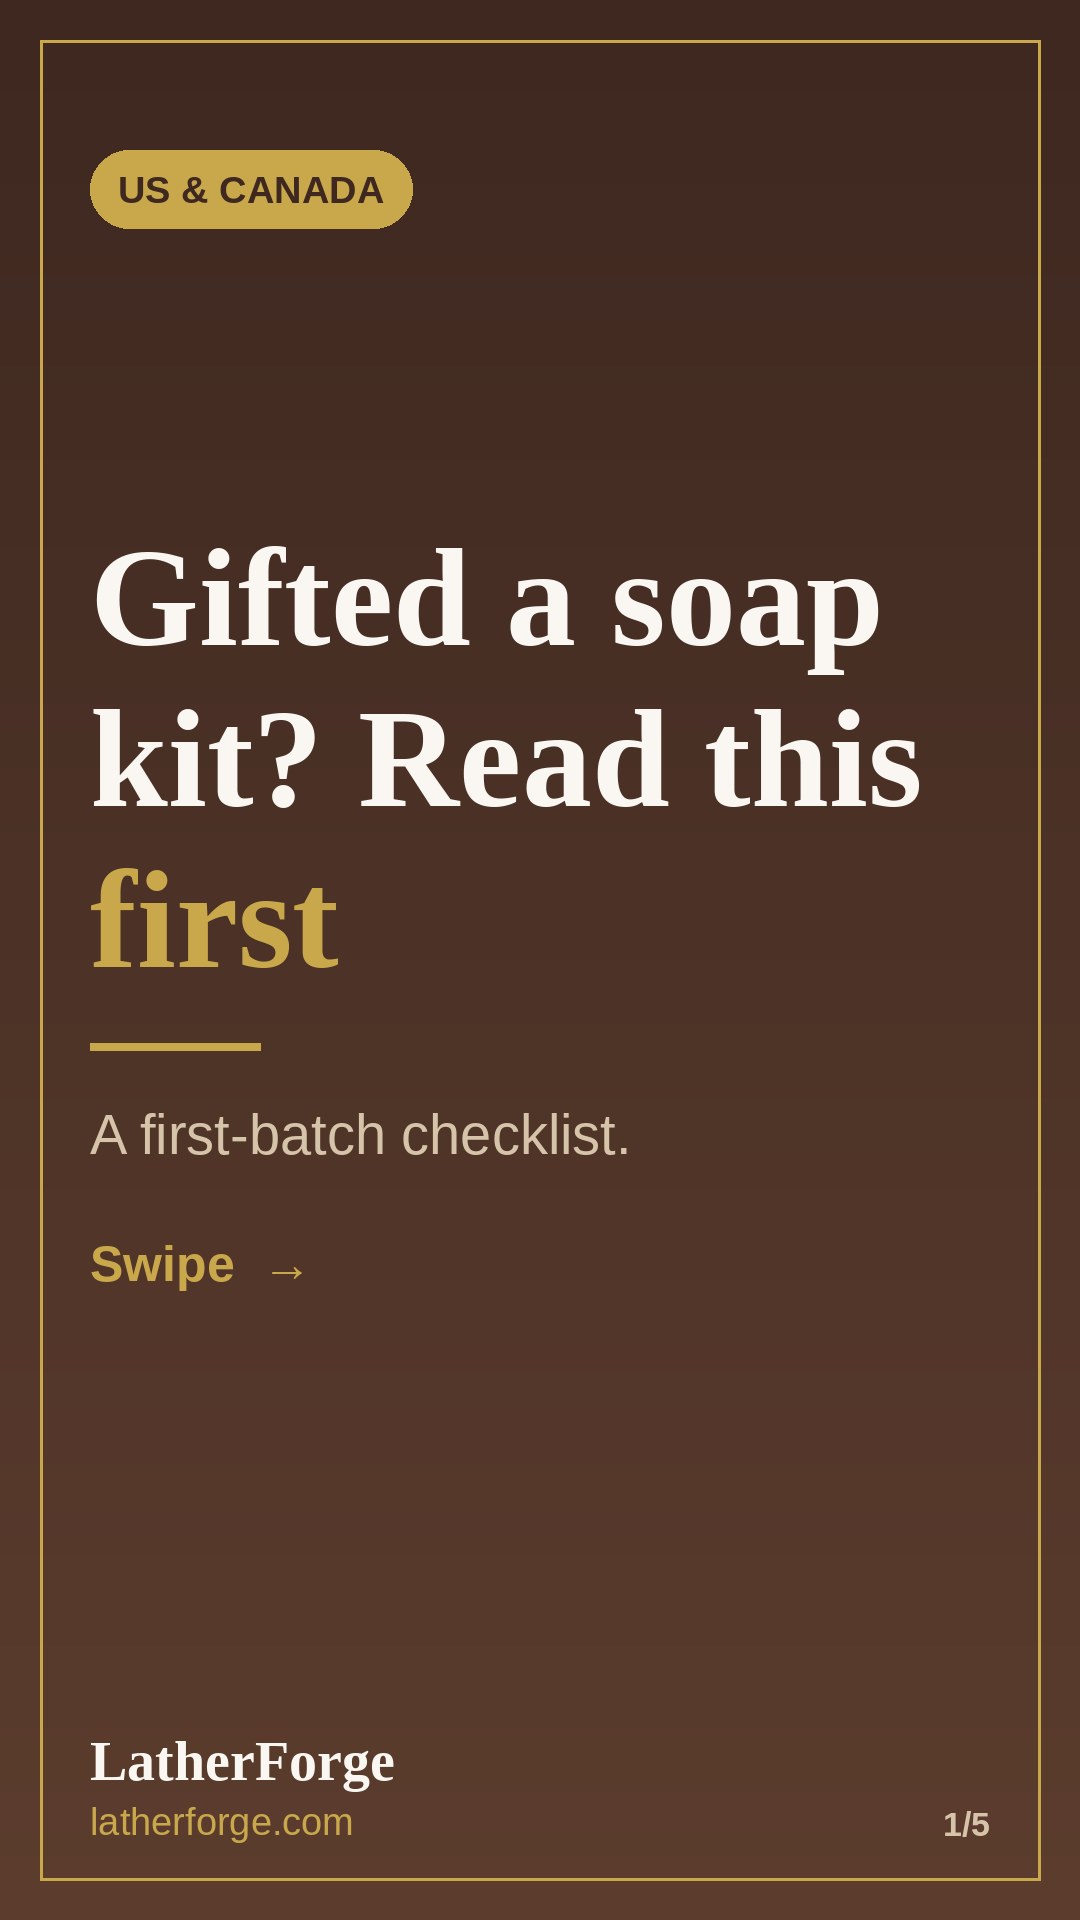 US & CANADA
Gifted a soap
kit? Read this
first
A first-batch checklist.
Swipe →
LatherForge
latherforge.com
1/5